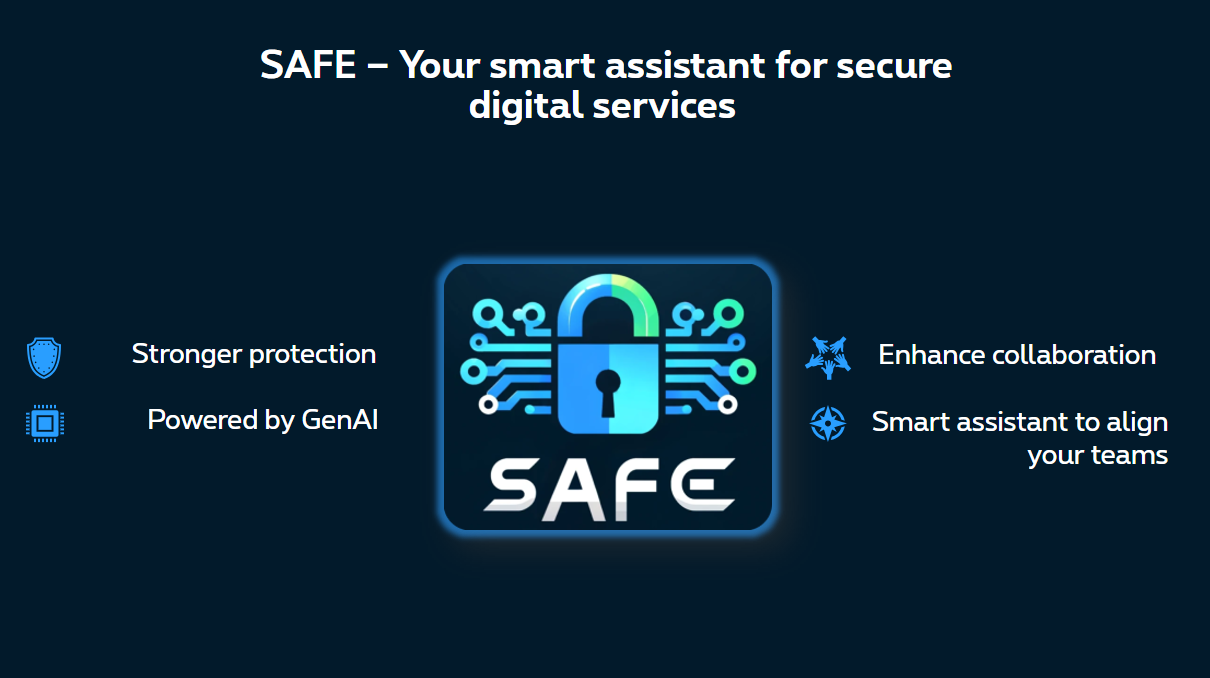 SAFE – Your smart assistant for secure
digital services
Stronger protection
Powered by GenAI
SAFE
Enhance collaboration
Smart assistant to align
your teams